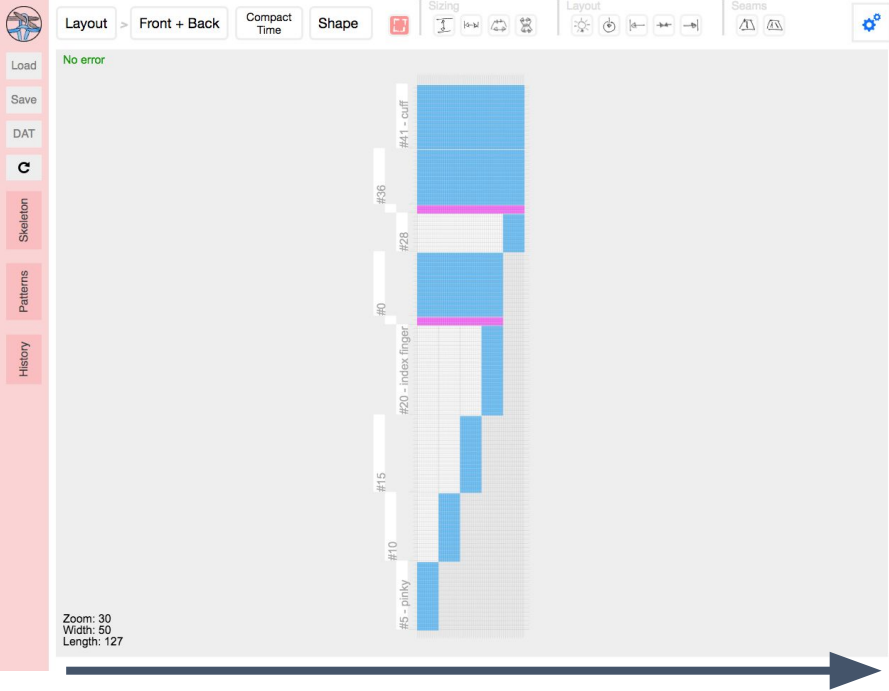 Sizing
Layout
Seams
Layout
>
Front + Back
Compact
Time
Shape
Load
Save
DAT
Skeleton
Patterns
History
No error
#41 - cuff
#36
#28
#0
#20 - index finger
#15
#10
#5 - pinky
Zoom: 30
Width: 50
Length: 127